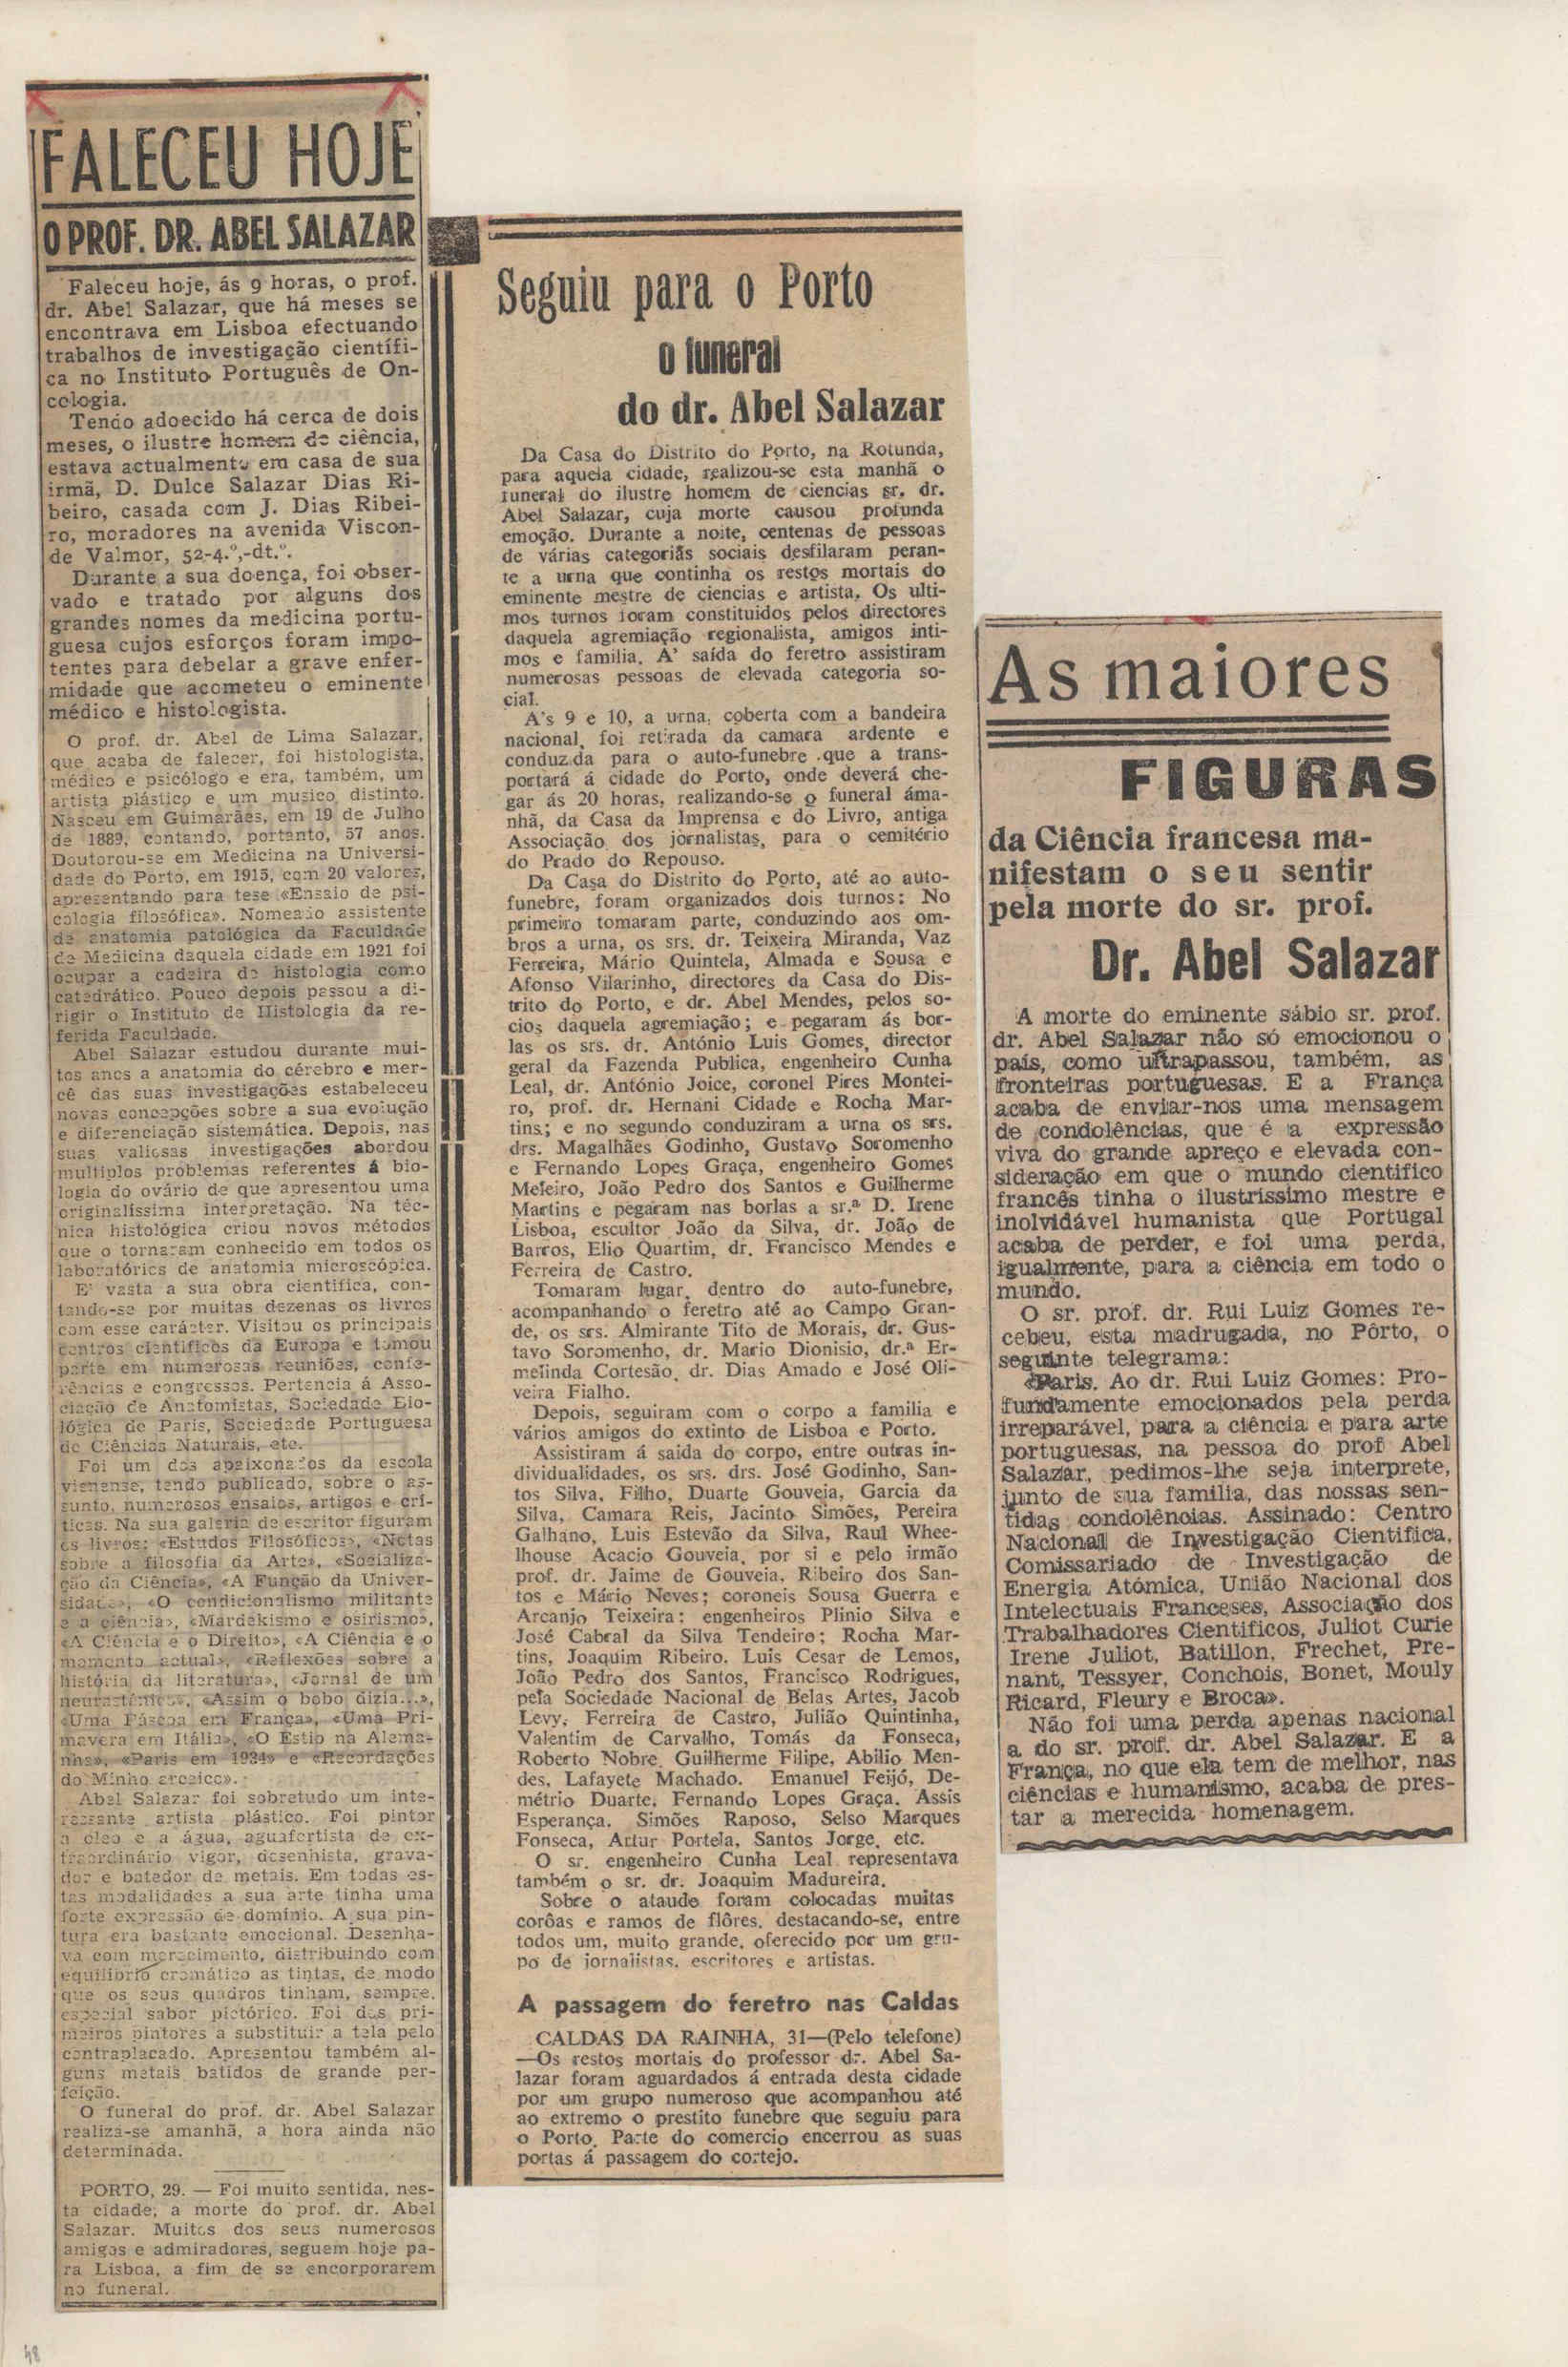 FALECEU HOJE
O PROF. DR. ABEL SALAZAR
Faleceu hoje, ás 9 horas, o prof.
dr. Abel Salazar, que há meses se
encontrava em Lisboa efectuando
trabalhos de investigação científi-
ca no Instituto Português de On-
cologia.
Tendo adoecido há cerca de dois
meses, o ilustre homem de ciência,
estava actualmente em casa de sua
irmã, D. Dulce Salazar Dias Ri-
beiro, casada com J. Dias Ribei-
ro, moradores na avenida Viscon-
de Valmor, 52-4.º,-dt.º.
Durante a sua doença, foi obser-
vado e tratado por alguns dos
grandes nomes da medicina portu-
guesa cujos esforços foram impo-
tentes para debelar a grave enfer-
midade que acometeu o eminente
médico e histologista.
O prof. dr. Abel de Lima Salazar,
que acaba de falecer, foi histologista,
médico e psicólogo e era, também, um
artista plástico e um musico distinto.
Nasceu em Guimarães, em 19 de Julho
de 1889, contando, portanto, 57 anos.
Doutorou-se em Medicina na Universi-
dade do Porto, em 1915, com 20 valores,
apresentando para tese «Ensaio de psi-
cologia filosófica». Nomeado assistente
de anatomia patológica da Faculdade
de Medicina daquela cidade em 1921 foi
ocupar a cadeira de histologia como
catedrático. Pouco depois passou a di-
rigir o Instituto de Histologia da re-
ferida Faculdade.
Abel Salazar estudou durante mui-
tos anos a anatomia do cérebro e mer-
cê das suas investigações estabeleceu
novas concepções sobre a sua evolução
e diferenciação sistemática. Depois, nas
suas valiosas investigações abordou
multiplos problemas referentes á bio-
logia do ovário de que apresentou uma
originalíssima interpretação. Na téc-
nica histológica criou novos métodos
que o tornaram conhecido em todos os
laboratórios de anatomia microscópica.
E' vasta a sua obra cientifica, con-
tando-se por muitas dezenas os livros
com esse carácter. Visitou os principais
centros cientificos da Europa e tomou
parte em numerosas reuniões, confe-
rências e congressos. Pertencia á Asso-
ciação de Anatomistas, Sociedade Bio-
lógica de Paris, Sociedade Portuguesa
de Ciências Naturais, etc.
Foi um dos apaixonados da escola
vienense, tendo publicado, sobre o as-
sunto, numerosos ensaios, artigos e crí-
ticas. Na sua galeria de escritor figuram
os livros: «Estudos Filosóficos», «Notas
sobre a filosofia da Arte», «Socializa-
ção da Ciência», «A Função da Univer-
sidade», «O condicionalismo militante
e a ciência», «Mardekismo e osirismo»,
«A Ciência e o Direito», «A Ciência e o
momento actual», «Reflexões sobre a
história da literatura», «Jornal de um
neurasténico», «Assim o bobo dizia...»,
«Uma Páscoa em França», «Uma Pri-
mavera em Itália», «O Estio na Alema-
nha», «Paris em 1934» e «Recordações
do Minho arcaico».
Abel Salazar foi sobretudo um inte-
ressante artista plástico. Foi pintor
a oleo e a água, aguafortista de ex-
traordinário vigor, desenhista, grava-
dor e batedor de metais. Em todas es-
tas modalidades a sua arte tinha uma
forte expressão de domínio. A sua pin-
tura era bastante emocional. Desenha-
va com merecimento, distribuindo com
equilíbrio cromático as tintas, de modo
que os seus quadros tinham, sempre,
especial sabor pictórico. Foi dos pri-
meiros pintores a substituir a tela pelo
contraplacado. Apresentou também al-
guns metais batidos de grande per-
feição.
O funeral do prof. dr. Abel Salazar
realiza-se amanhã, a hora ainda não
determinada.
PORTO, 29. — Foi muito sentida, nes-
ta cidade, a morte do prof. dr. Abel
Salazar. Muitos dos seus numerosos
amigos e admiradores, seguem hoje pa-
ra Lisboa, a fim de se encorporarem
no funeral.
Seguiu para o Porto
o funeral
do dr. Abel Salazar
Da Casa do Distrito do Porto, na Rotunda,
para aquela cidade, realizou-se esta manhã o
funeral do ilustre homem de ciencias sr. dr.
Abel Salazar, cuja morte causou profunda
emoção. Durante a noite, centenas de pessoas
de várias categorias sociais desfilaram peran-
te a urna que continha os restos mortais do
eminente mestre de ciencias e artista. Os ulti-
mos turnos foram constituidos pelos directores
daquela agremiação regionalista, amigos inti-
mos e familia. A' saída do feretro assistiram
numerosas pessoas de elevada categoria so-
cial.
A's 9 e 10, a urna, coberta com a bandeira
nacional, foi retirada da camara ardente e
conduzida para o auto-funebre que a trans-
portará á cidade do Porto, onde deverá che-
gar ás 20 horas, realizando-se o funeral áma-
nhã, da Casa da Imprensa e do Livro, antiga
Associação dos jornalistas, para o cemitério
do Prado do Repouso.
Da Casa do Distrito do Porto, até ao auto-
funebre, foram organizados dois turnos: No
primeiro tomaram parte, conduzindo aos om-
bros a urna, os srs. dr. Teixeira Miranda, Vaz
Ferreira, Mário Quintela, Almada e Sousa e
Afonso Vilarinho, directores da Casa do Dis-
trito do Porto, e dr. Abel Mendes, pelos so-
cios daquela agremiação; e pegaram ás bor-
las os srs. dr. António Luis Gomes, director
geral da Fazenda Publica, engenheiro Cunha
Leal, dr. António Joice, coronel Pires Montei-
ro, prof. dr. Hernani Cidade e Rocha Mar-
tins; e no segundo conduziram a urna os srs.
drs. Magalhães Godinho, Gustavo Soromenho
e Fernando Lopes Graça, engenheiro Gomes
Meleiro, João Pedro dos Santos e Guilherme
Martins e pegaram nas borlas a sr.ª D. Irene
Lisboa, escultor João da Silva, dr. João de
Barros, Elio Quartim, dr. Francisco Mendes e
Ferreira de Castro.
Tomaram lugar, dentro do auto-funebre,
acompanhando o feretro até ao Campo Gran-
de, os srs. Almirante Tito de Morais, dr. Gus-
tavo Soromenho, dr. Mario Dionisio, dr.ª Er-
melinda Cortesão, dr. Dias Amado e José Oli-
veira Fialho.
Depois, seguiram com o corpo a familia e
vários amigos do extinto de Lisboa e Porto.
Assistiram á saida do corpo, entre outras in-
dividualidades, os srs. drs. José Godinho, San-
tos Silva, Filho, Duarte Gouveia, Garcia da
Silva, Camara Reis, Jacinto Simões, Pereira
Galhano, Luis Estevão da Silva, Raul Whee-
lhouse Acacio Gouveia, por si e pelo irmão
prof. dr. Jaime de Gouveia, Ribeiro dos San-
tos e Mário Neves; coroneis Sousa Guerra e
Arcanjo Teixeira; engenheiros Plinio Silva e
José Cabral da Silva Tendeiro; Rocha Mar-
tins, Joaquim Ribeiro, Luis Cesar de Lemos,
João Pedro dos Santos, Francisco Rodrigues,
pela Sociedade Nacional de Belas Artes, Jacob
Levy, Ferreira de Castro, Julião Quintinha,
Valentim de Carvalho, Tomás da Fonseca,
Roberto Nobre, Guilherme Filipe, Abilio Men-
des, Lafayete Machado. Emanuel Feijó, De-
métrio Duarte, Fernando Lopes Graça, Assis
Esperança, Simões Raposo, Selso Marques
Fonseca, Artur Portela, Santos Jorge, etc.
O sr. engenheiro Cunha Leal representava
também o sr. dr. Joaquim Madureira.
Sobre o ataude foram colocadas muitas
corôas e ramos de flôres, destacando-se, entre
todos um, muito grande, oferecido por um gru-
po de jornalistas, escritores e artistas.
A passagem do feretro nas Caldas
CALDAS DA RAINHA, 31—(Pelo telefone)
—Os restos mortais do professor dr. Abel Sa-
lazar foram aguardados á entrada desta cidade
por um grupo numeroso que acompanhou até
ao extremo o prestito funebre que seguiu para
o Porto. Parte do comercio encerrou as suas
portas á passagem do cortejo.
As maiores
FIGURAS
da Ciência francesa ma-
nifestam o seu sentir
pela morte do sr. prof.
Dr. Abel Salazar
A morte do eminente sábio sr. prof.
dr. Abel Salazar não só emocionou o
país, como ultrapassou, também, as
fronteiras portuguesas. E a França
acaba de enviar-nos uma mensagem
de condolências, que é a expressão
viva do grande apreço e elevada con-
sideração em que o mundo cientifico
francês tinha o ilustríssimo mestre e
inolvidável humanista que Portugal
acaba de perder, e foi uma perda,
igualmente, para a ciência em todo o
mundo.
O sr. prof. dr. Rui Luiz Gomes re-
cebeu, esta madrugada, no Pôrto, o
seguinte telegrama:
«Paris. Ao dr. Rui Luiz Gomes: Pro-
fundamente emocionados pela perda
irreparável, para a ciência e para arte
portuguesas, na pessoa do prof Abel
Salazar, pedimos-lhe seja interprete,
junto de sua familia, das nossas sen-
tidas condolências. Assinado: Centro
Nacional de Investigação Cientifica,
Comissariado de Investigação de
Energia Atómica, União Nacional dos
Intelectuais Franceses, Associação dos
Trabalhadores Cientificos, Juliot Curie
Irene Juliot, Batillon, Frechet, Pre-
nant, Tessyer, Conchois, Bonet, Mouly
Ricard, Fleury e Broca».
Não foi uma perda apenas nacional
a do sr. prof. dr. Abel Salazar. E a
França, no que ela tem de melhor, nas
ciências e humanismo, acaba de pres-
tar a merecida homenagem.
48